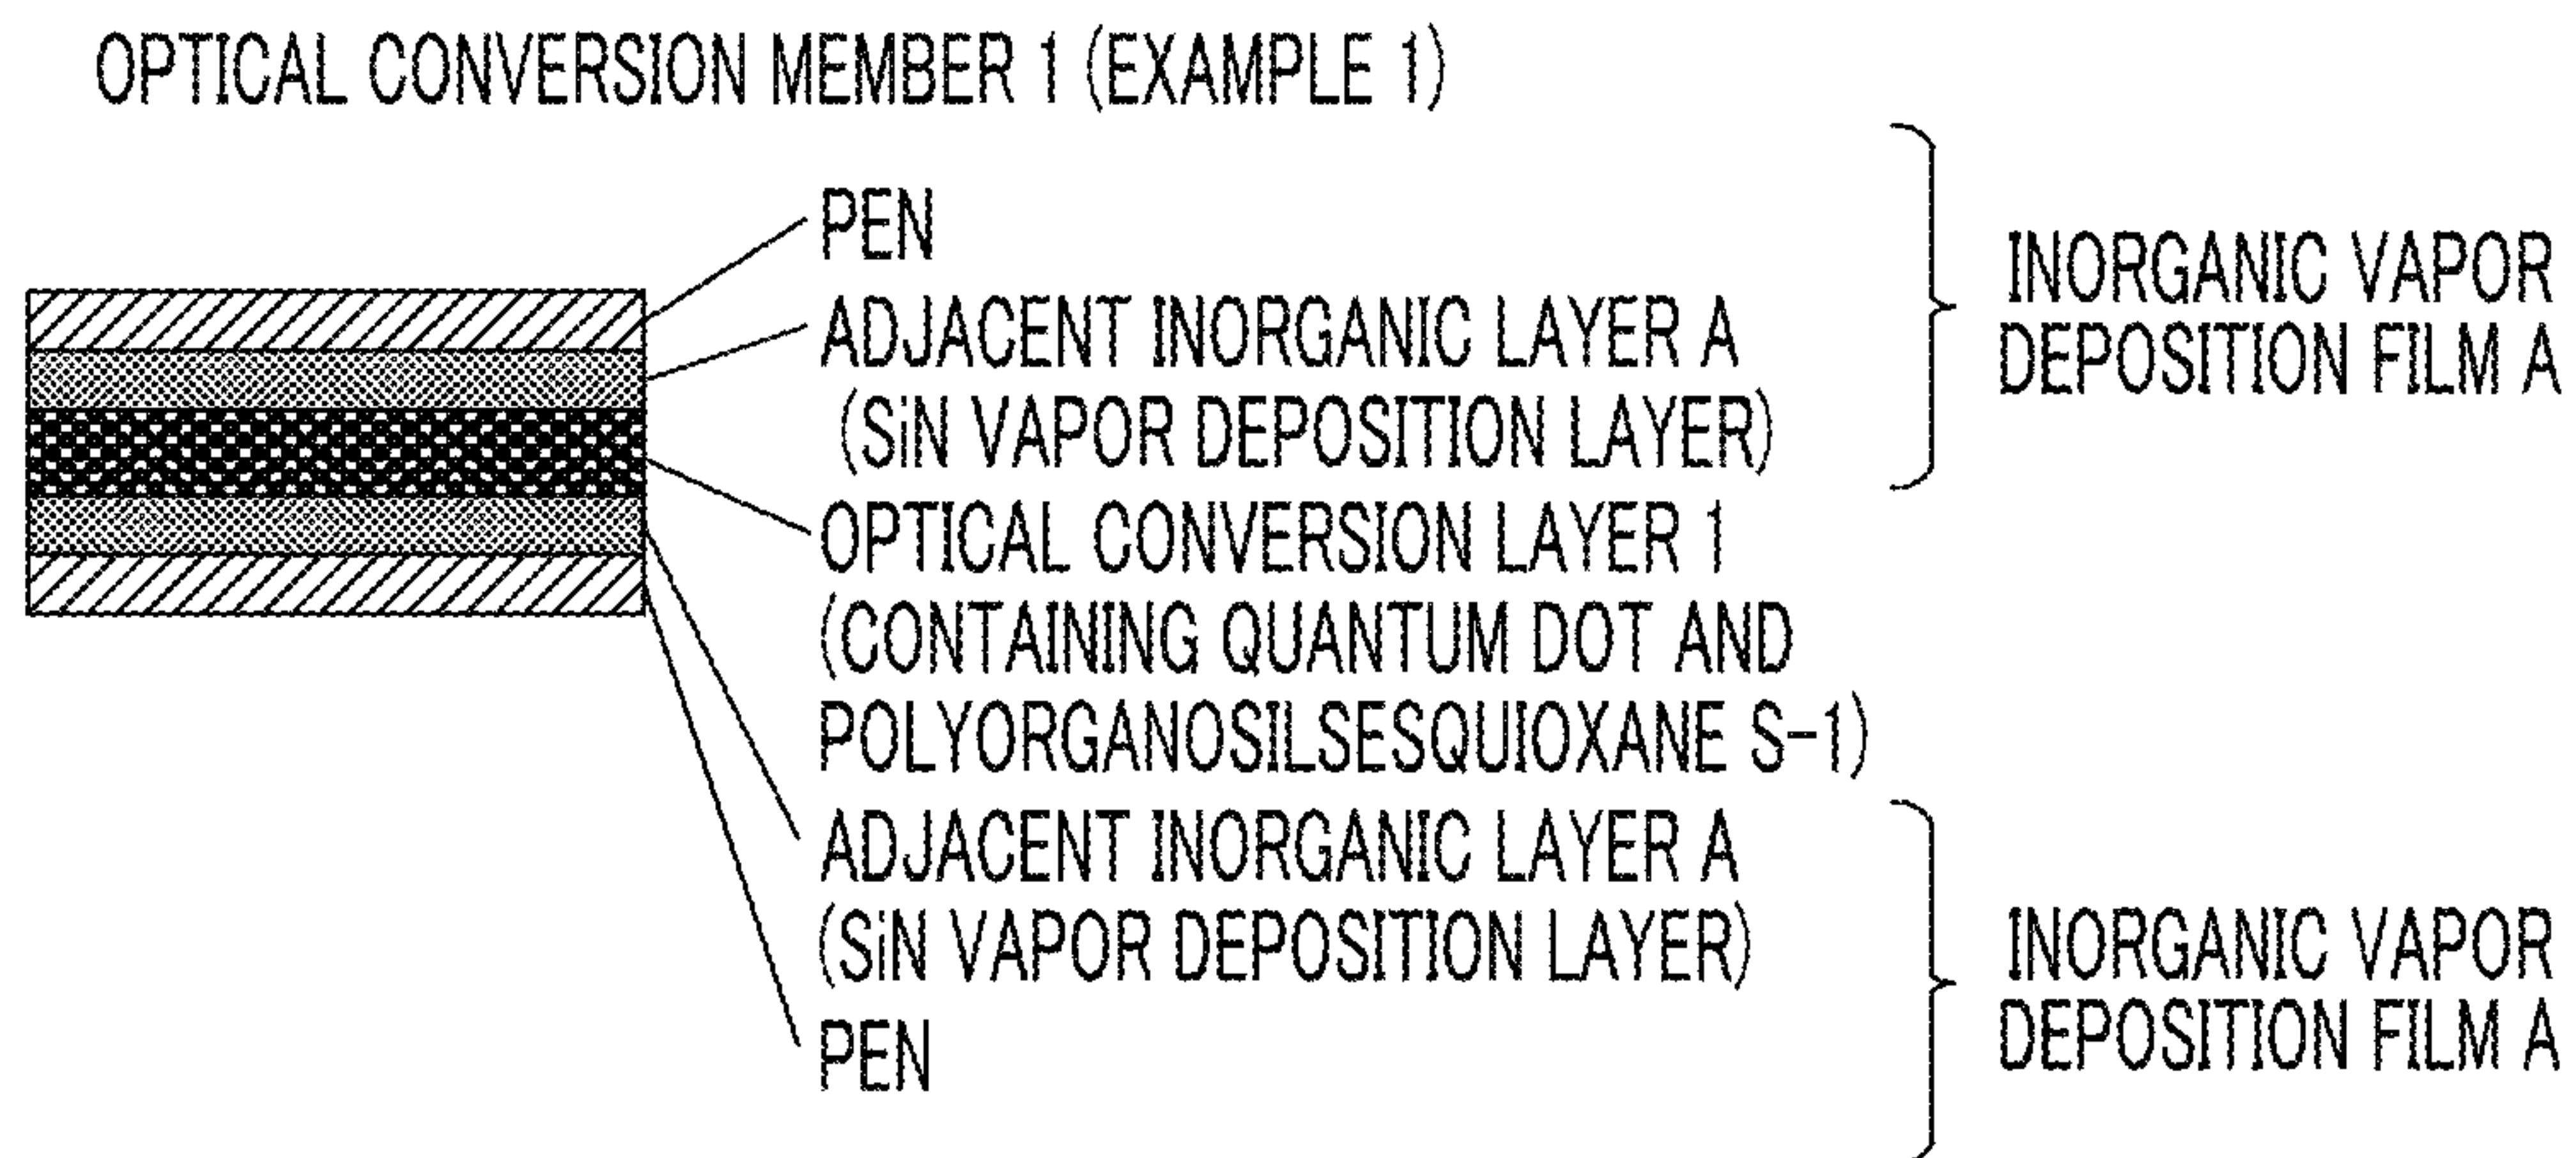 OPTICAL CONVERSION MEMBER 1 (EXAMPLE 1)
PEN
ADJACENT INORGANIC LAYER A
(SiN VAPOR DEPOSITION LAYER)
INORGANIC VAPOR
DEPOSITION FILM A
OPTICAL CONVERSION LAYER 1
(CONTAINING QUANTUM DOT AND
POLYORGANOSILSESQUIOXANE S-1)
ADJACENT INORGANIC LAYER A
(SiN VAPOR DEPOSITION LAYER)
PEN
INORGANIC VAPOR
DEPOSITION FILM A